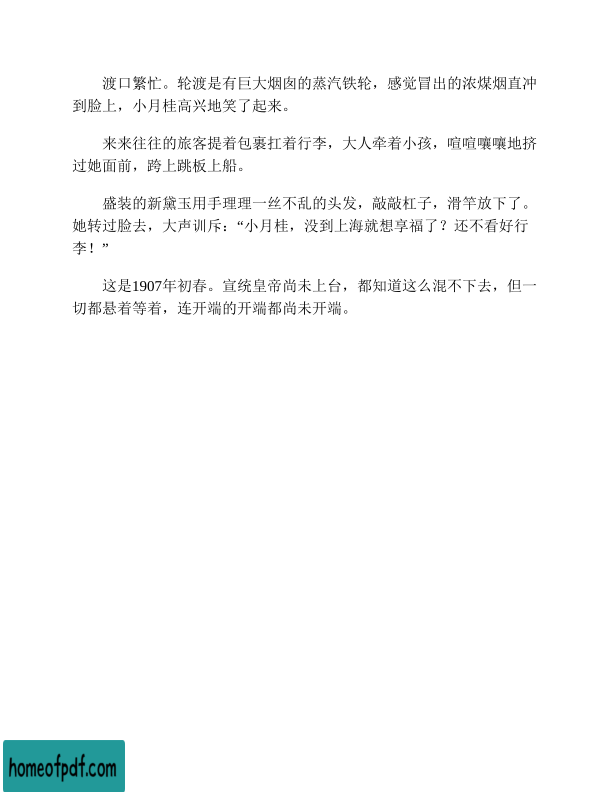 渡口繁忙。轮渡是有巨大烟囱的蒸汽铁轮，感觉冒出的浓煤烟直冲
到脸上，小月桂高兴地笑了起来。
来来往往的旅客提着包裹扛着行李，大人牵着小孩，喧喧嚷嚷地挤
过她面前，跨上跳板上船。
盛装的新黛玉用手理理一丝不乱的头发，敲敲杠子，滑竿放下了。
她转过脸去，大声训斥：“小月桂，没到上海就想享福了？还不看好行
李！”
这是1907年初春。宣统皇帝尚未上台，都知道这么混不下去，但一
切都悬着等着，连开端的开端都尚未开端。
homeofpdf.com